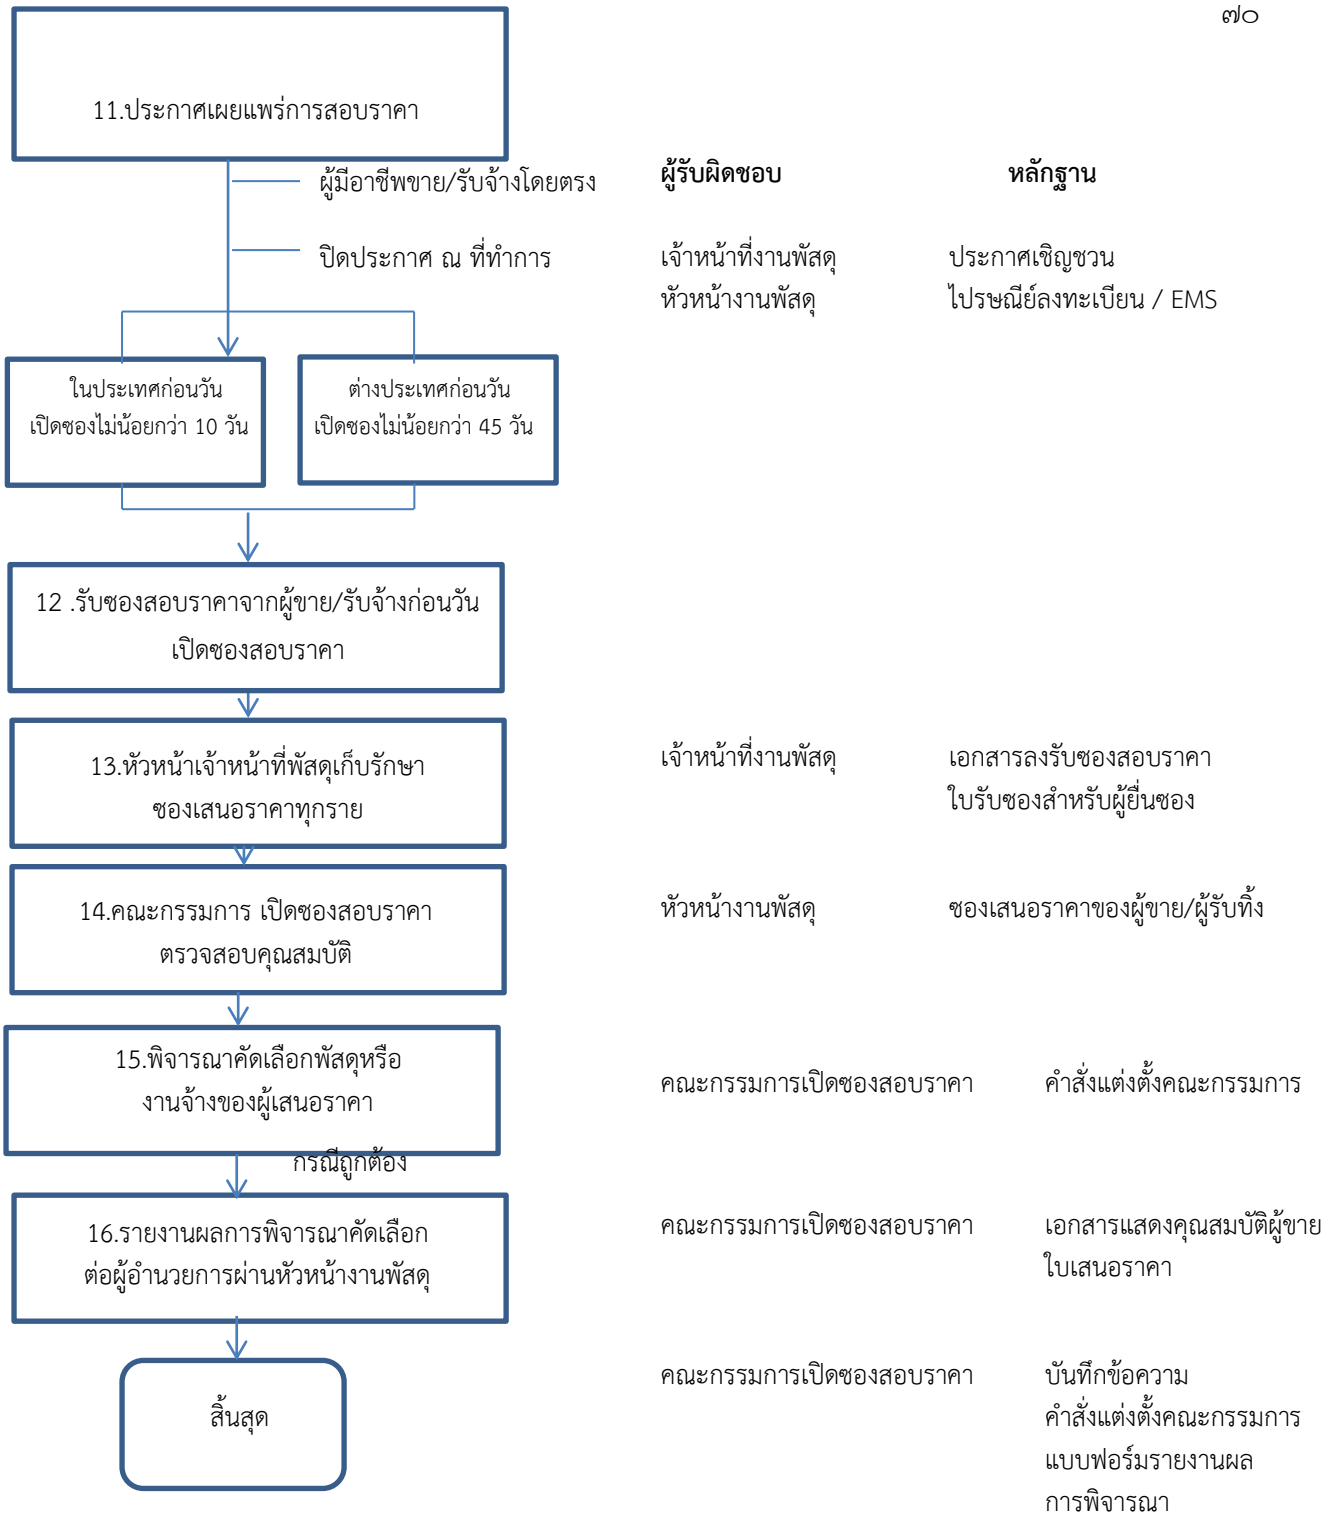 ๗๐
11.ประกาศเผยแพร่การสอบราคา
ผู้มีอาชีพขาย/รับจ้างโดยตรง
ผู้รับผิดชอบ หลักฐาน
ปิดประกาศ ณ ที่ทำการ
เจ้าหน้าที่งานพัสดุ ประกาศเชิญชวน
หัวหน้างานพัสดุ ไปรษณีย์ลงทะเบียน / EMS
ในประเทศก่อนวัน
เปิดซองไม่น้อยกว่า 10 วัน
ต่างประเทศก่อนวัน
เปิดซองไม่น้อยกว่า 45 วัน
12 .รับซองสอบราคาจากผู้ขาย/รับจ้างก่อนวัน
เปิดซองสอบราคา
13.หัวหน้าเจ้าหน้าที่พัสดุเก็บรักษา
ซองเสนอราคาทุกราย
เจ้าหน้าที่งานพัสดุ เอกสารลงรับซองสอบราคา
ใบรับซองสำหรับผู้ยื่นซอง
14.คณะกรรมการ เปิดซองสอบราคา
ตรวจสอบคุณสมบัติ
หัวหน้างานพัสดุ ซองเสนอราคาของผู้ขาย/ผู้รับทิ้ง
15.พิจารณาคัดเลือกพัสดุหรือ
งานจ้างของผู้เสนอราคา
คณะกรรมการเปิดซองสอบราคา คำสั่งแต่งตั้งคณะกรรมการ
กรณีถูกต้อง
16.รายงานผลการพิจารณาคัดเลือก
ต่อผู้อำนวยการผ่านหัวหน้างานพัสดุ
คณะกรรมการเปิดซองสอบราคา เอกสารแสดงคุณสมบัติผู้ขาย
ใบเสนอราคา
สิ้นสุด
คณะกรรมการเปิดซองสอบราคา บันทึกข้อความ
คำสั่งแต่งตั้งคณะกรรมการ
แบบฟอร์มรายงานผล
การพิจารณา